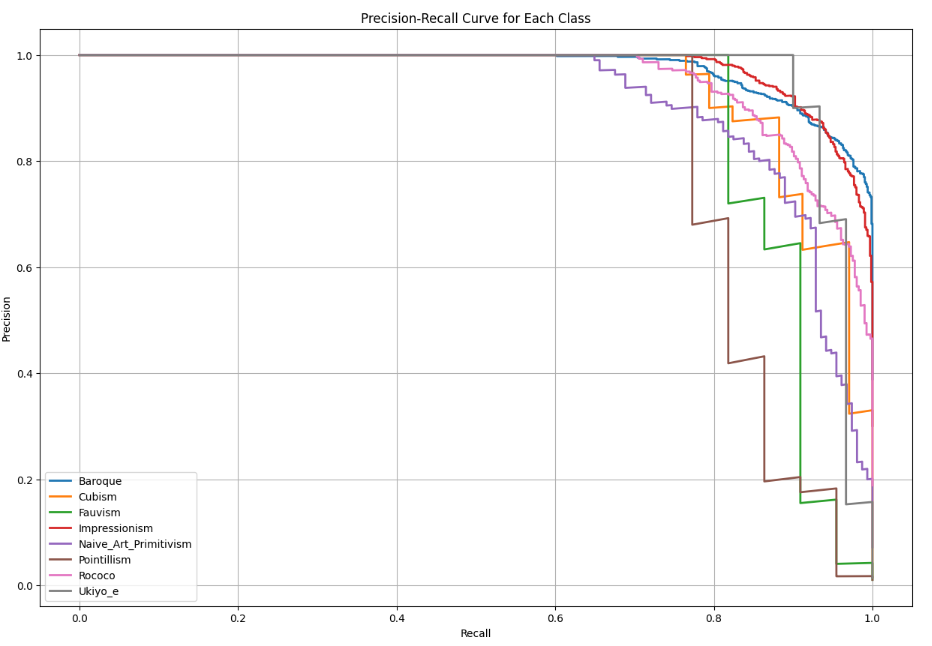 Precision-Recall Curve for Each Class
1.0
0.8
0.6
0.4
0.2
0.0
Precision
Baroque
Cubism
Fauvism
Impressionism
Naive_Art_Primitivism
Pointillism
Rococo
Ukiyo_e
0.0 0.2 0.4 0.6 0.8 1.0
Recall